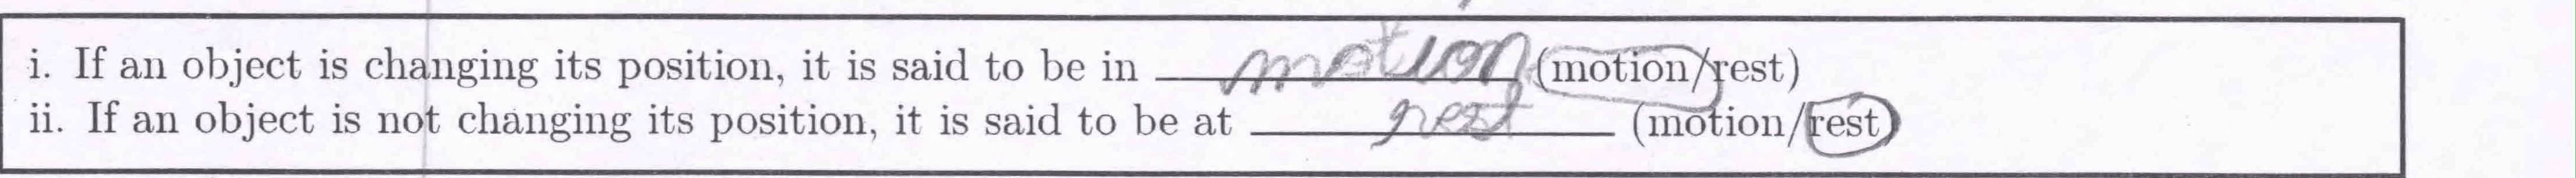 i. If an object is changing its position, it is said to be in motion (motion/rest)
ii. If an object is not changing its position, it is said to be at rest (motion/rest)